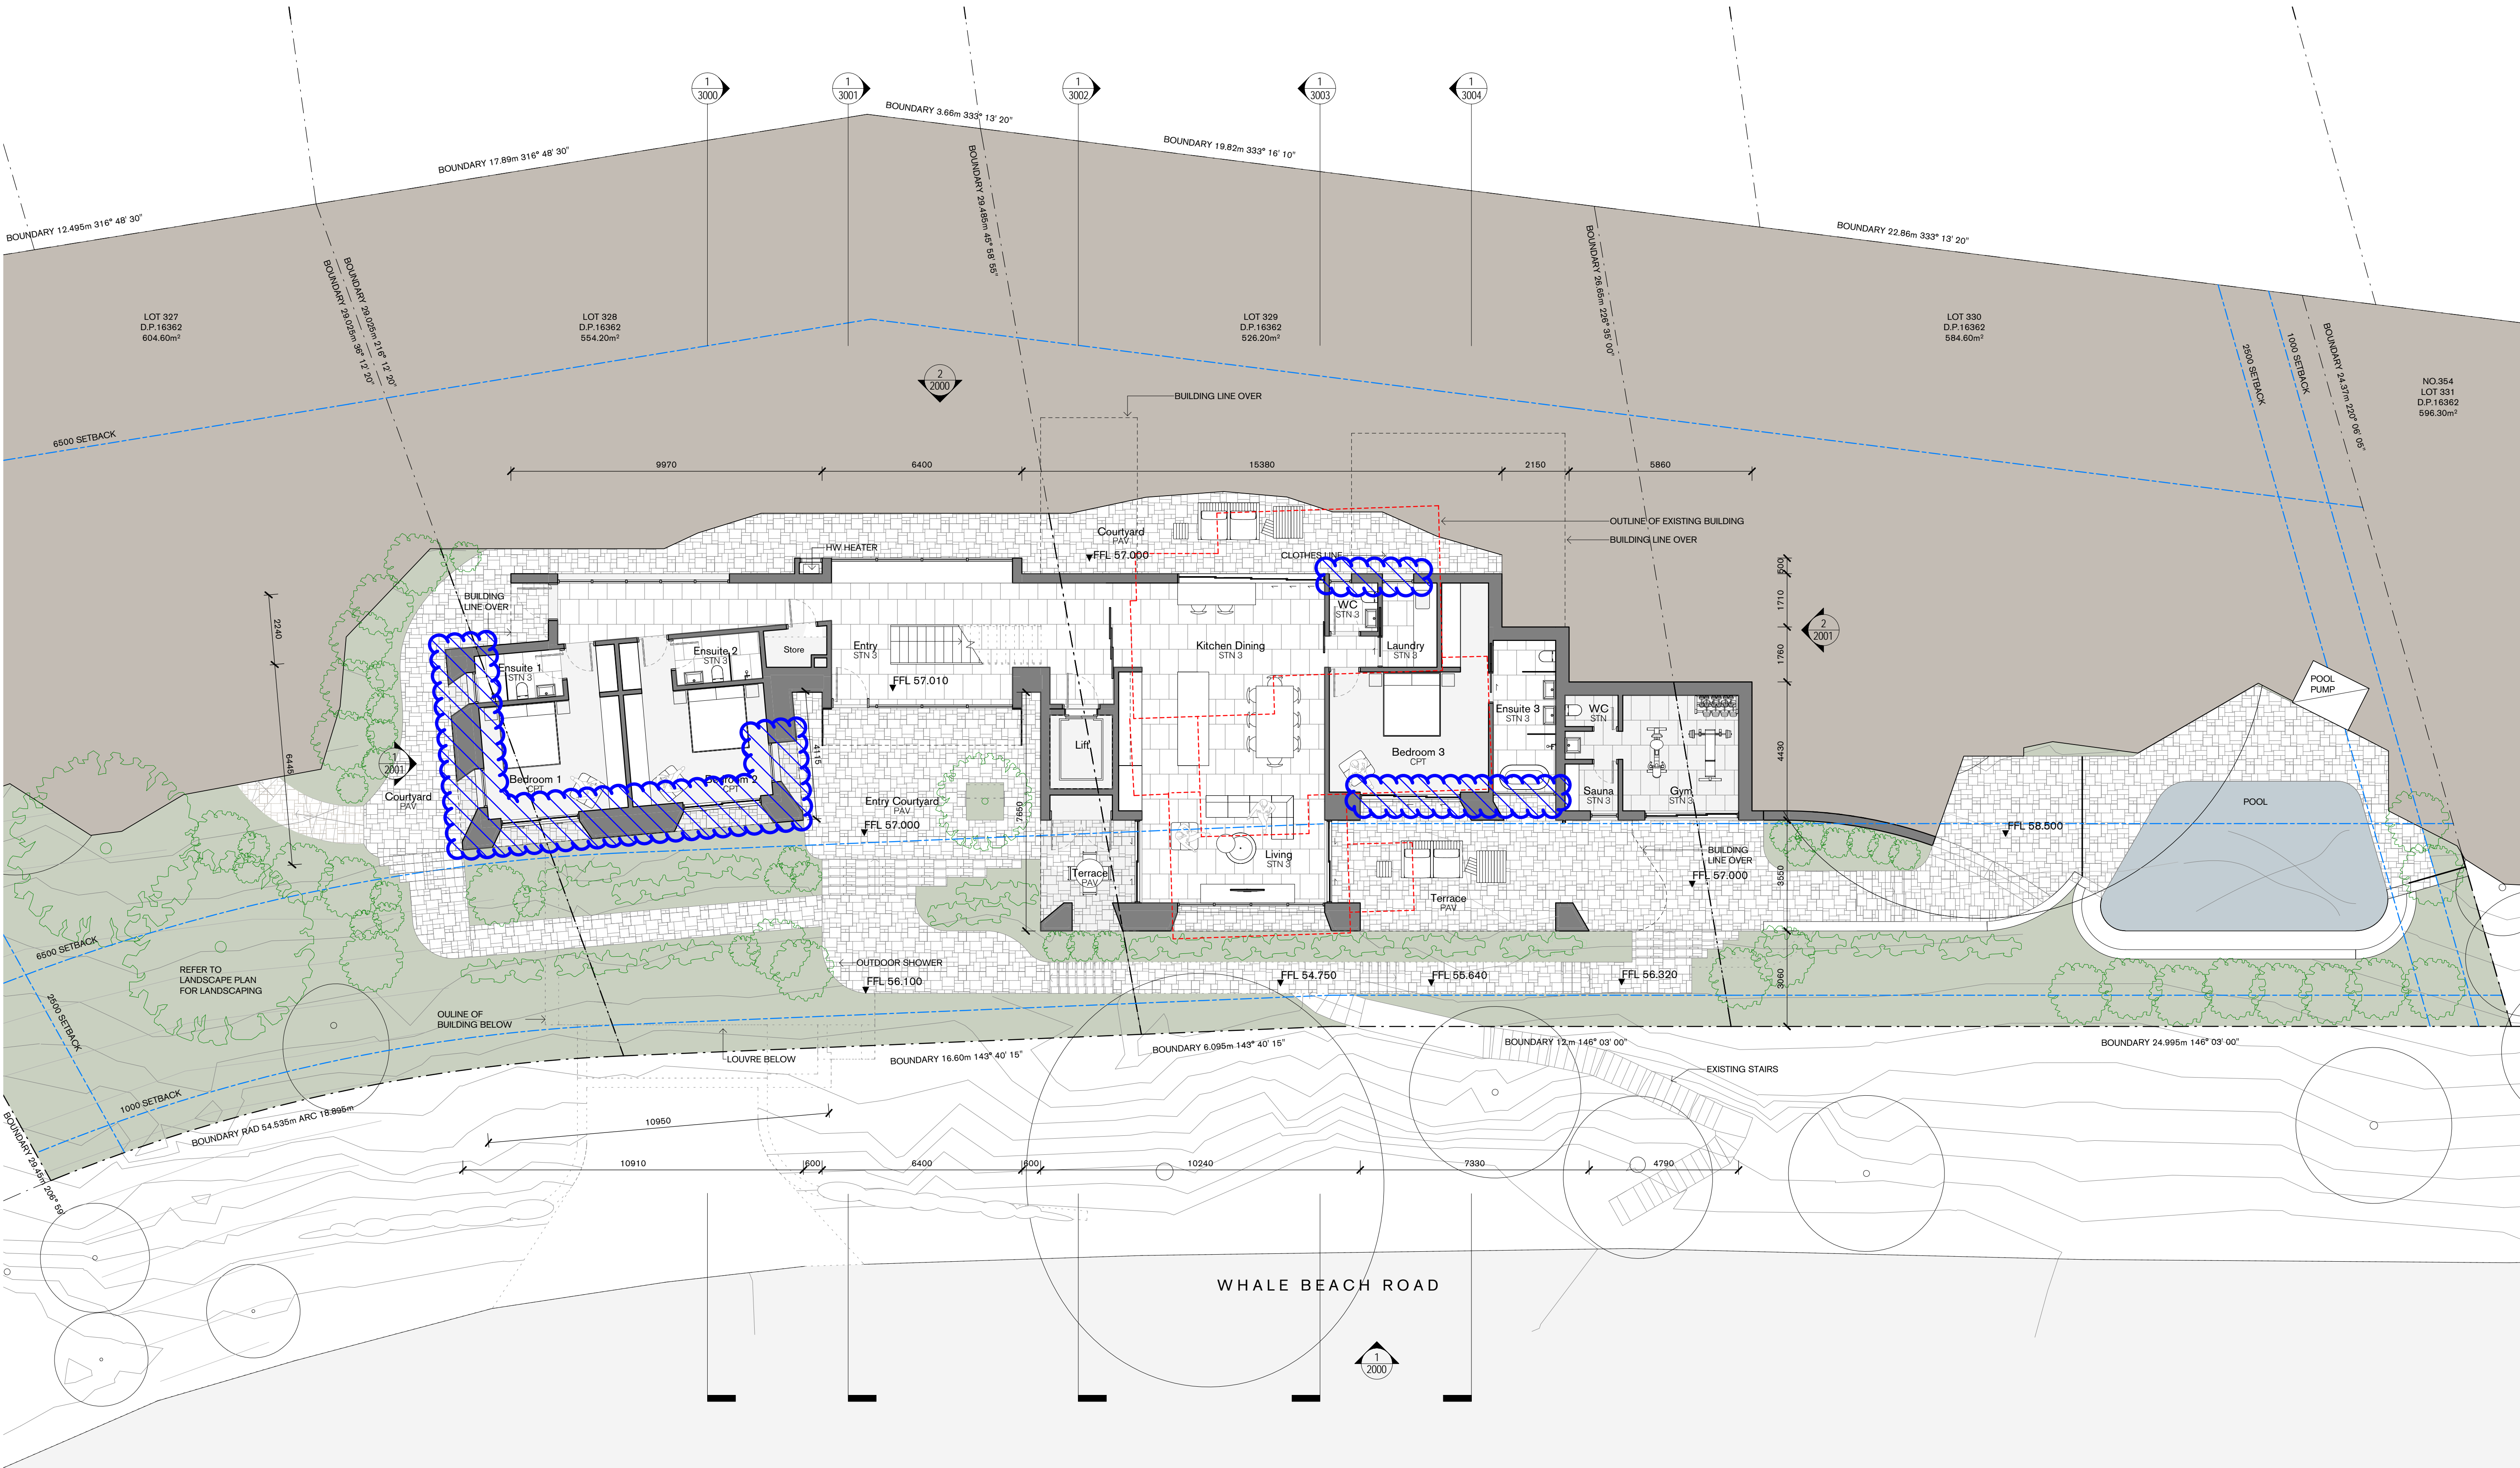 1
3000
1
3001
1
3002
1
3003
1
3004
BOUNDARY 3.66m 333° 13' 20"
BOUNDARY 17.89m 316° 48' 30"
BOUNDARY 19.82m 333° 16' 10"
BOUNDARY 12.495m 316° 48' 30"
BOUNDARY 22.86m 333° 13' 20"
BOUNDARY 29.025m 216° 12' 20"
BOUNDARY 29.025m 36° 12' 20"
BOUNDARY 29.485m 45° 58' 55"
BOUNDARY 26.65m 226° 35' 00"
BOUNDARY 24.37m 220° 06' 05"
LOT 327
D.P.16362
604.60m²
LOT 328
D.P.16362
554.20m²
LOT 329
D.P.16362
526.20m²
LOT 330
D.P.16362
584.60m²
NO.354
LOT 331
D.P.16362
596.30m²
2500 SETBACK
1000 SETBACK
6500 SETBACK
2
2000
BUILDING LINE OVER
9970
6400
15380
2150
5860
OUTLINE OF EXISTING BUILDING
BUILDING LINE OVER
Courtyard
PAV
FFL 57.000
CLOTHES LINE
HW HEATER
BUILDING
LINE OVER
2240
6445
600
1710
1760
4430
3550
3060
2
2001
WC
STN 3
Laundry
STN 3
Kitchen Dining
STN 3
Entry
STN 3
FFL 57.010
Store
Ensuite 2
STN 3
Ensuite 1
STN 3
Ensuite 3
STN 3
WC
STN
POOL
PUMP
Lift
Bedroom 3
CPT
Bedroom 1
CPT
Bedroom 2
CPT
4115
7650
1
2001
Courtyard
PAV
Entry Courtyard
PAV
FFL 57.000
Sauna
STN 3
Gym
STN 3
POOL
FFL 58.500
Living
STN 3
Terrace
PAV
Terrace
PAV
BUILDING
LINE OVER
FFL 57.000
6500 SETBACK
REFER TO
LANDSCAPE PLAN
FOR LANDSCAPING
2500 SETBACK
OUTDOOR SHOWER
FFL 56.100
FFL 54.750
FFL 55.640
FFL 56.320
OULINE OF
BUILDING BELOW
LOUVRE BELOW
BOUNDARY 16.60m 143° 40' 15"
BOUNDARY 6.095m 143° 40' 15"
BOUNDARY 12.m 146° 03' 00"
BOUNDARY 24.995m 146° 03' 00"
EXISTING STAIRS
1000 SETBACK
BOUNDARY RAD 54.535m ARC 18.895m
BOUNDARY 29.45m 206° 59'
10950
10910
600
6400
600
10240
7330
4790
WHALE BEACH ROAD
1
2000